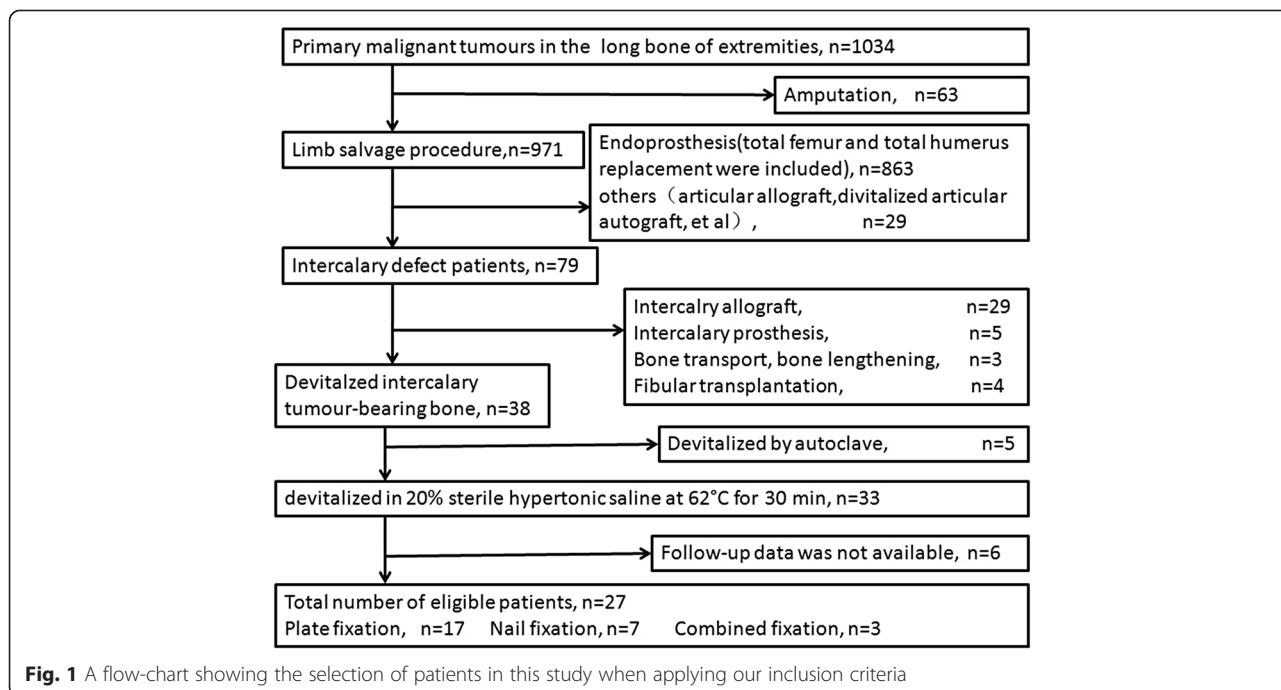 Primary malignant tumours in the long bone of extremities, n=1034
Amputation, n=63
Limb salvage procedure,n=971
Endoprosthesis(total femur and total humerus
replacement were included), n=863
others（articular allograft,divitalized articular
autograft, et al）, n=29
Intercalary defect patients, n=79
Intercalry allograft, n=29
Intercalary prosthesis, n=5
Bone transport, bone lengthening, n=3
Fibular transplantation, n=4
Devitalzed intercalary
tumour-bearing bone, n=38
Devitalized by autoclave, n=5
devitalized in 20% sterile hypertonic saline at 62°C for 30 min, n=33
Follow-up data was not available, n=6
Total number of eligible patients, n=27
Plate fixation, n=17 Nail fixation, n=7 Combined fixation, n=3
Fig. 1 A flow-chart showing the selection of patients in this study when applying our inclusion criteria